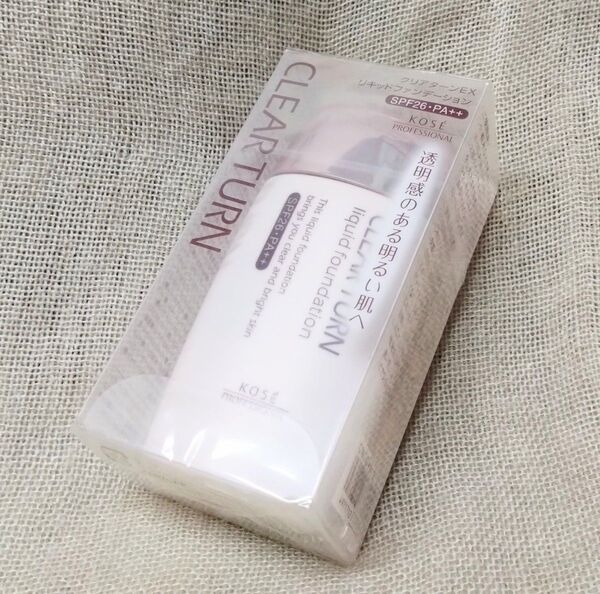 CLEAR TURN
クリアターンEX
リキッドファンデーション
SPF26・PA++
KOSÉ
PROFESSIONAL
透明感のある明るい肌へ
CLEAR TURN
liquid foundation
This liquid foundation
brings you clear and bright skin
SPF26・PA++
KOSÉ
PROFESSIONAL